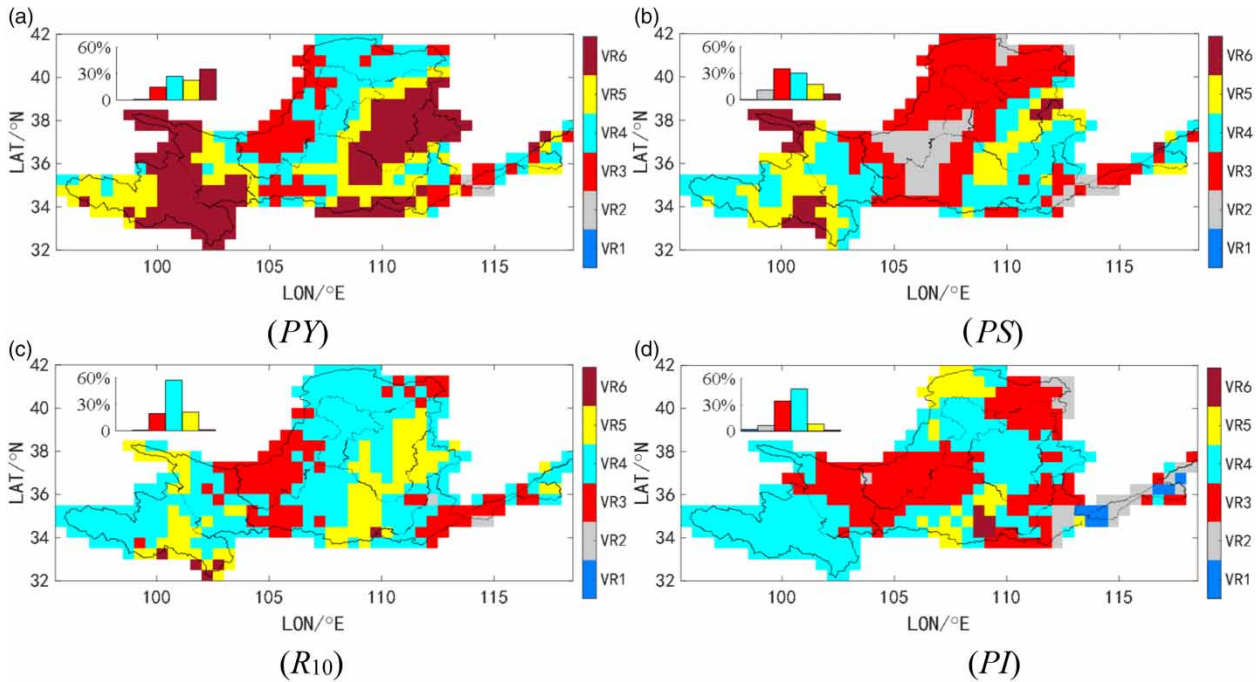 (a)
42
40
38
36
34
32
LAT/°N
60%
30%
0
100
105
110
115
LON/°E
VR6
VR5
VR4
VR3
VR2
VR1
(PY)
(b)
42
40
38
36
34
32
LAT/°N
60%
30%
0
100
105
110
115
LON/°E
VR6
VR5
VR4
VR3
VR2
VR1
(PS)
(c)
42
40
38
36
34
32
LAT/°N
60%
30%
0
100
105
110
115
LON/°E
VR6
VR5
VR4
VR3
VR2
VR1
(R10)
(d)
42
40
38
36
34
32
LAT/°N
60%
30%
0
100
105
110
115
LON/°E
VR6
VR5
VR4
VR3
VR2
VR1
(PI)